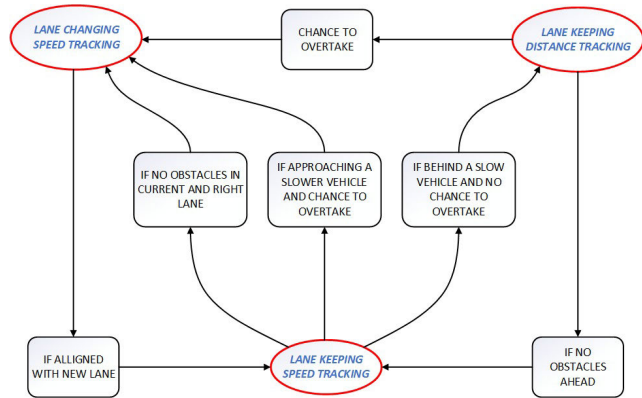 LANE CHANGING
SPEED TRACKING
CHANCE TO
OVERTAKE
LANE KEEPING
DISTANCE TRACKING
IF NO OBSTACLES IN
CURRENT AND RIGHT
LANE
IF APPROACHING A
SLOWER VEHICLE
AND CHANCE TO
OVERTAKE
IF BEHIND A SLOW
VEHICLE AND NO
CHANCE TO
OVERTAKE
IF ALLIGNED
WITH NEW LANE
LANE KEEPING
SPEED TRACKING
IF NO
OBSTACLES
AHEAD